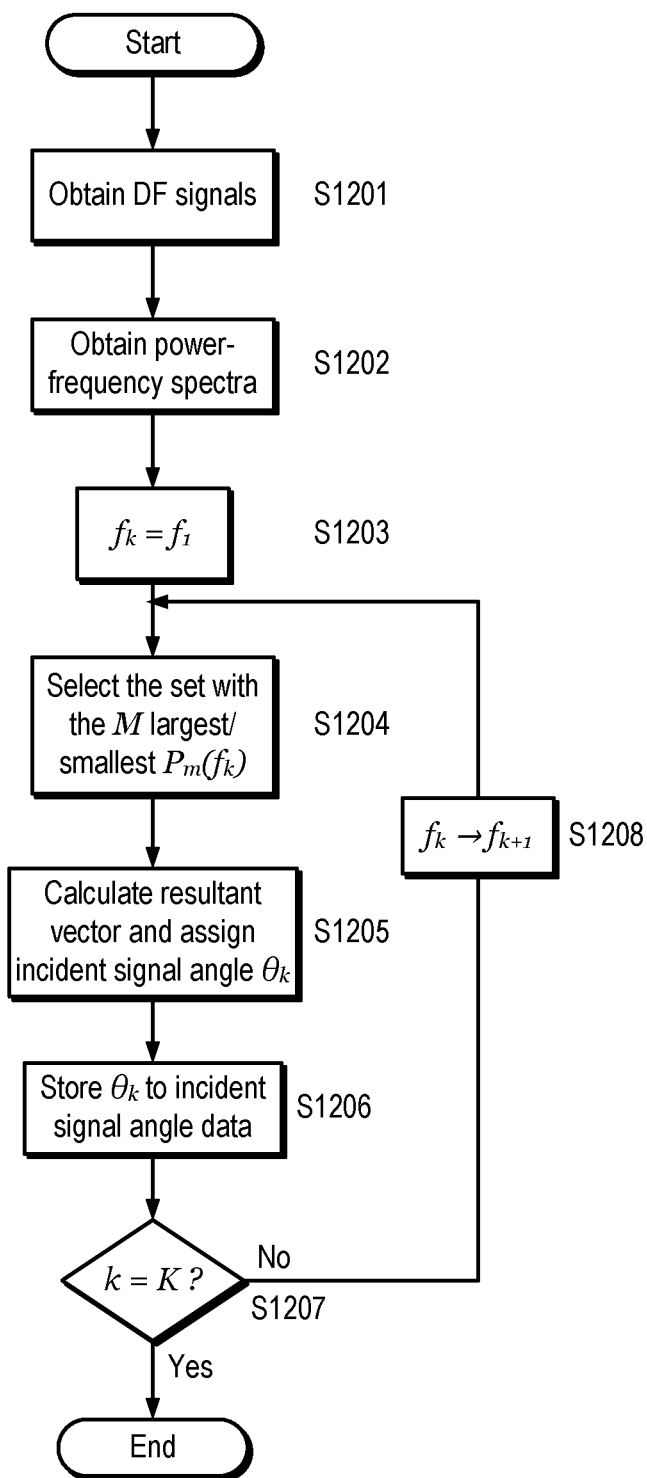 Start
Obtain DF signals
S1201
Obtain power-
frequency spectra
S1202
fk = f1
S1203
Select the set with
the M largest/
smallest Pm(fk)
S1204
fk → fk+1
S1208
Calculate resultant
vector and assign
incident signal angle θk
S1205
Store θk to incident
signal angle data
S1206
k = K ?
No
S1207
Yes
End